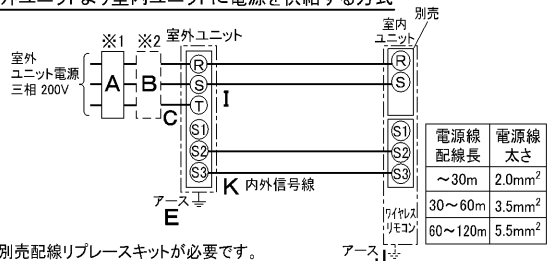 外ユニットより室内ユニットに電源を供給する方式
別売
※1 ※2 室外ユニット
室内
ユニット
室外
ユニット電源
三相 200V
A B
R
S
T
S1
S2
S3
C
I
R
S
S1
S2
S3
K 内外信号線
アース
E
ワイヤレス
リモコン
アース
J
電源線
配線長
電源線
太さ
～30m 2.0mm²
30～60m 3.5mm²
60～120m 5.5mm²
別売配線リプレースキットが必要です。